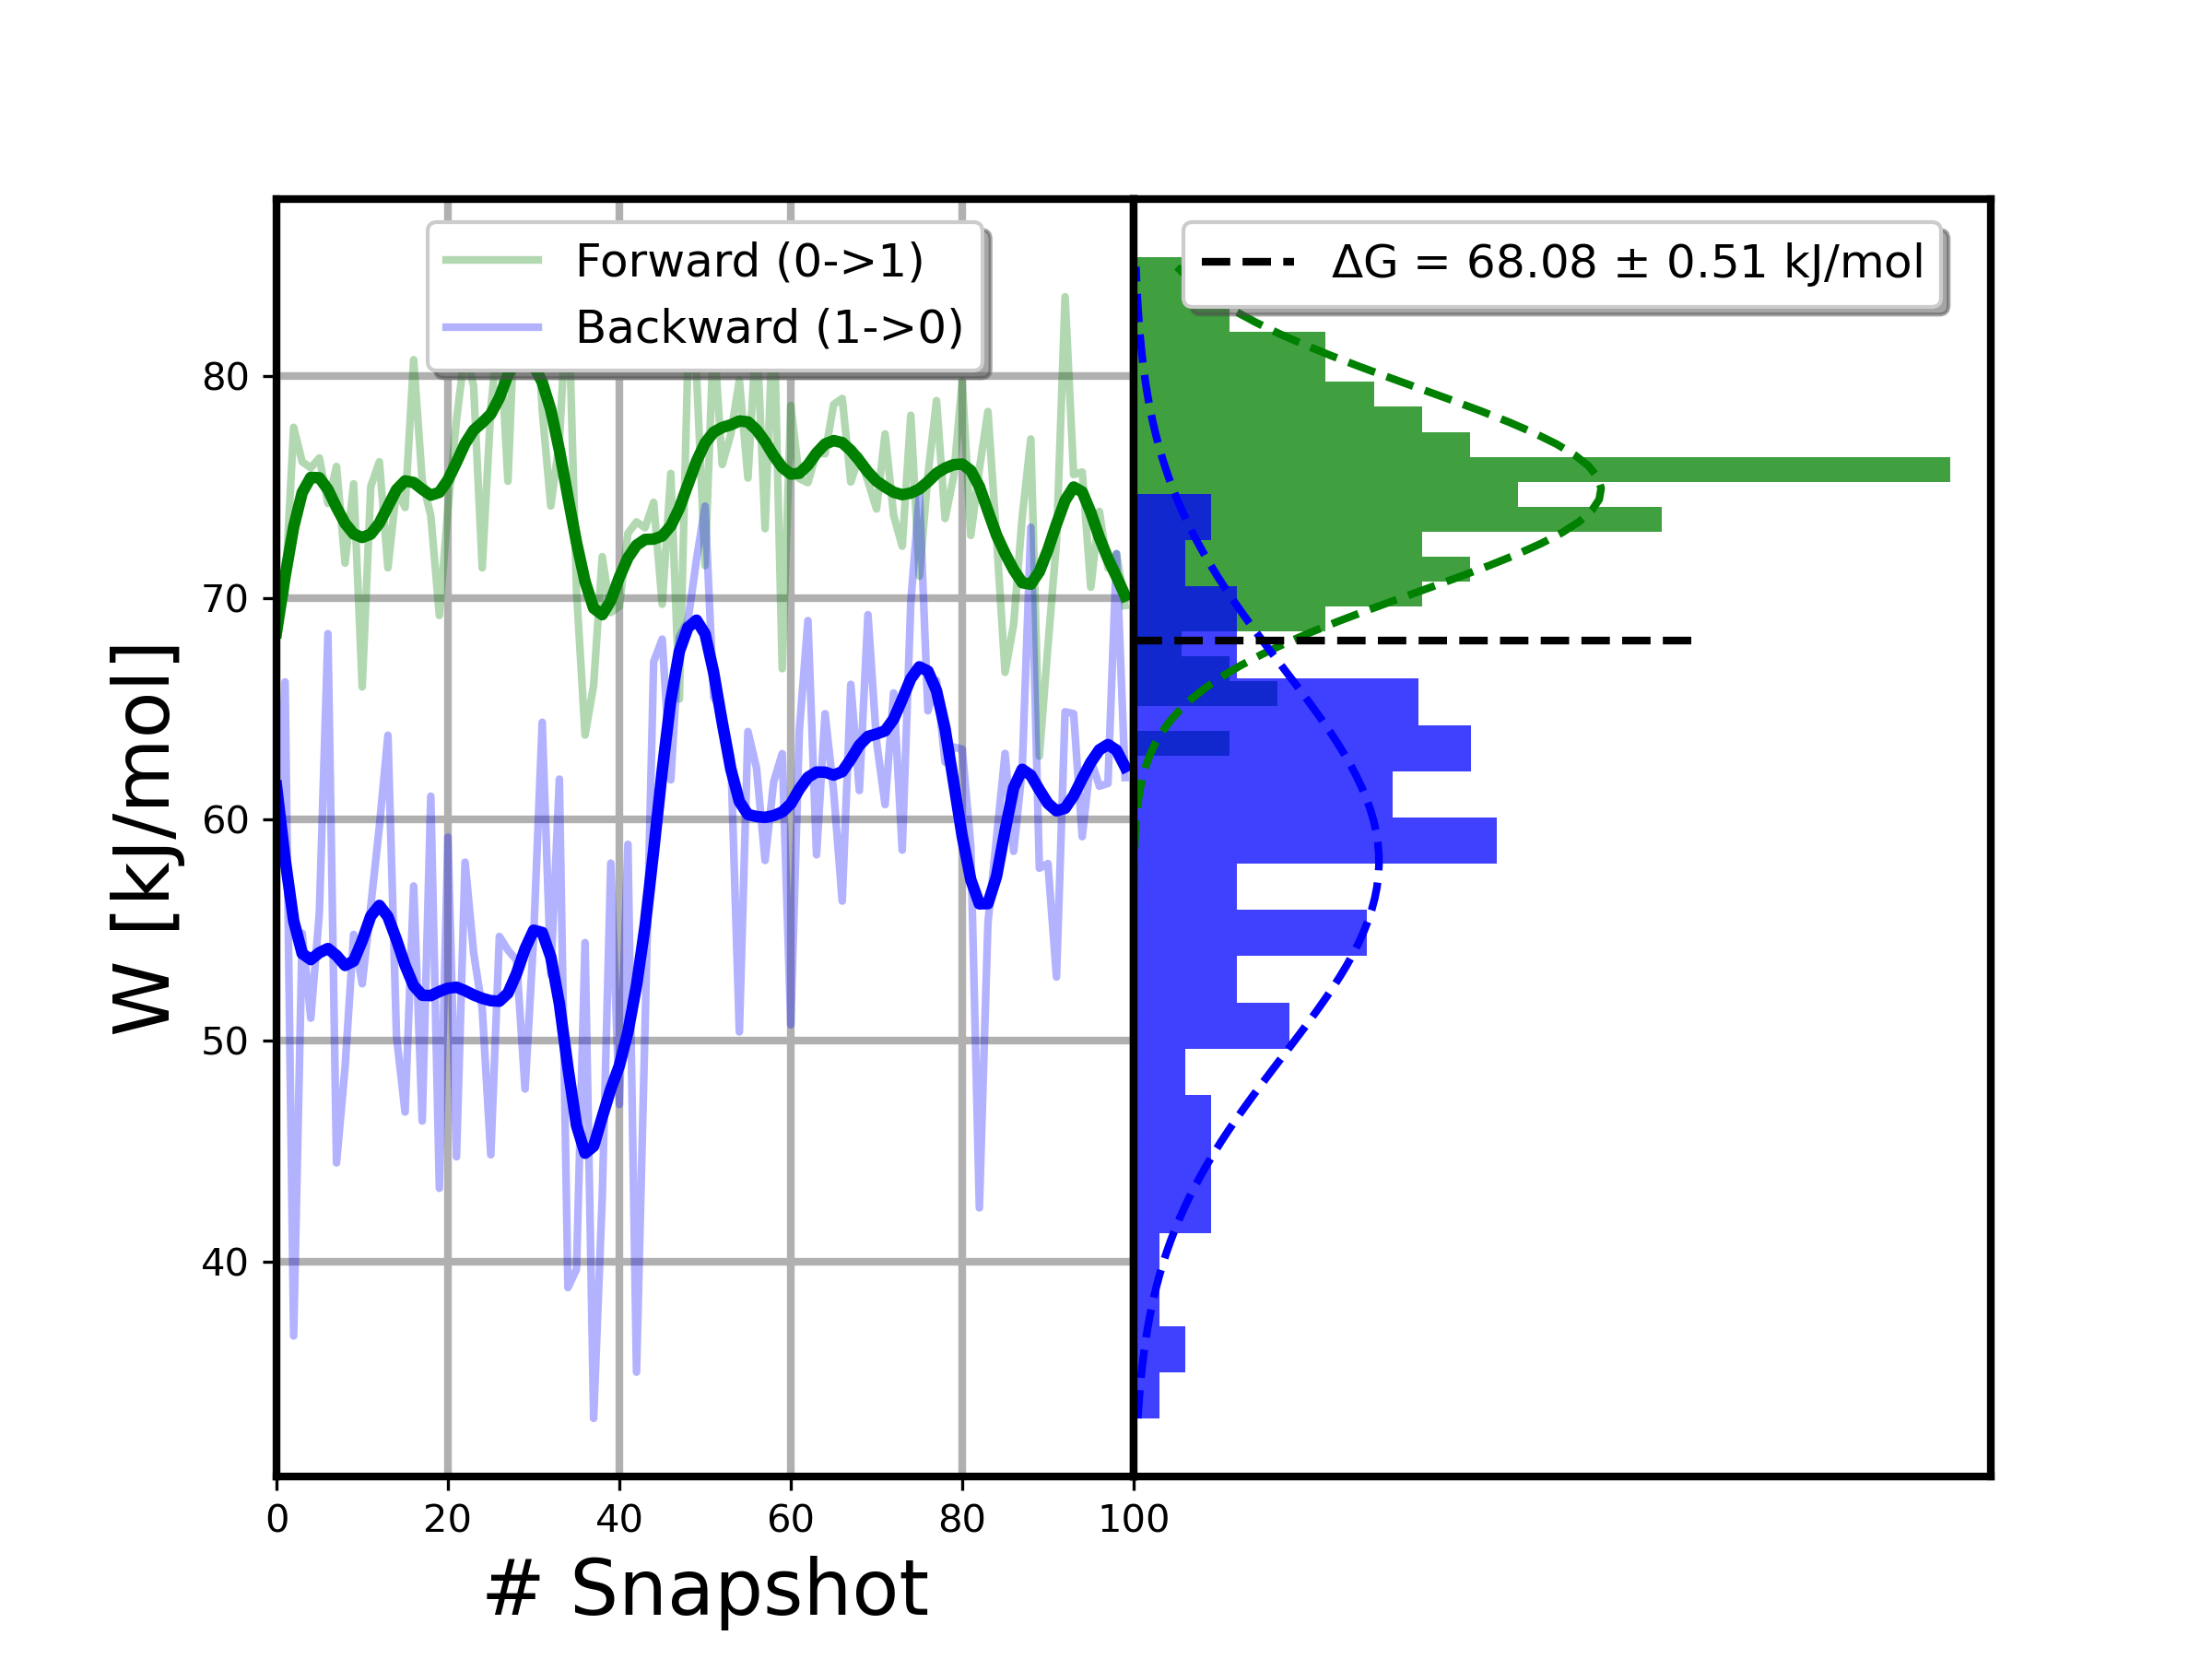 Forward (0->1)
Backward (1->0)
ΔG = 68.08 ± 0.51 kJ/mol
W [kJ/mol]
80
70
60
50
40
0 20 40 60 80 100
# Snapshot